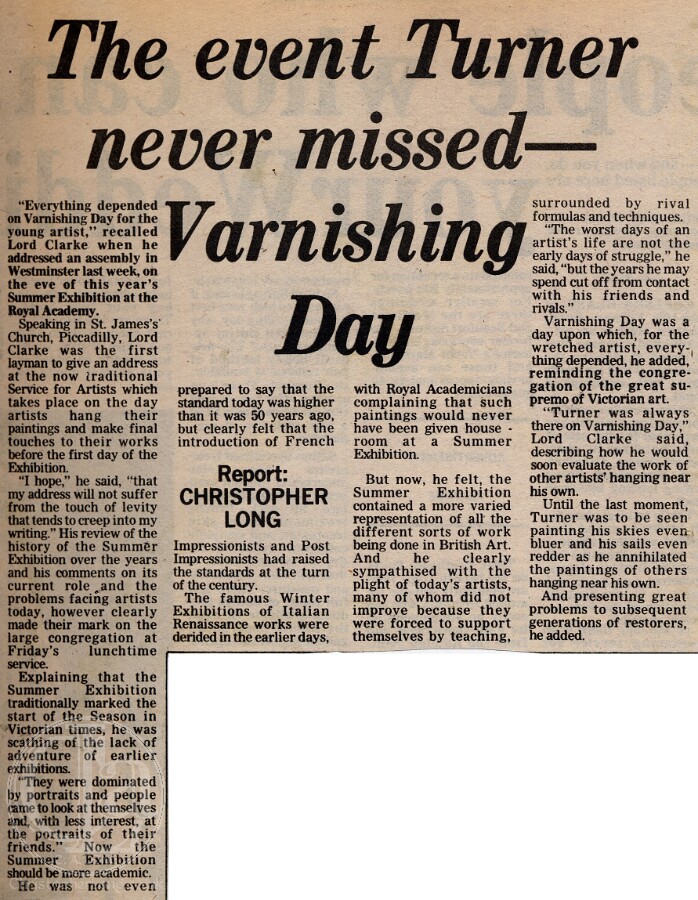 The event Turner
never missed—
Varnishing
Day
"Everything depended
on Varnishing Day for the
young artist," recalled
Lord Clarke when he
addressed an assembly in
Westminster last week, on
the eve of this year's
Summer Exhibition at the
Royal Academy.
Speaking in St. James's
Church, Piccadilly, Lord
Clarke was the first
layman to give an address
at the now traditional
Service for Artists which
takes place on the day
artists hang their
paintings and make final
touches to their works
before the first day of the
Exhibition.
"I hope," he said, "that
my address will not suffer
from the touch of levity
that tends to creep into my
writing." His review of the
history of the Summer
Exhibition over the years
and his comments on its
current role and the
problems facing artists
today, however clearly
made their mark on the
large congregation at
Friday's lunchtime
service.
Explaining that the
Summer Exhibition
traditionally marked the
start of the Season in
Victorian times, he was
scathing of the lack of
adventure of earlier
exhibitions.
"They were dominated
by portraits and people
came to look at themselves
and, with less interest, at
the portraits of their
friends." Now the
Summer Exhibition
should be more academic.
He was not even
prepared to say that the
standard today was higher
than it was 50 years ago,
but clearly felt that the
introduction of French
Report:
CHRISTOPHER
LONG
Impressionists and Post
Impressionists had raised
the standards at the turn
of the century.
The famous Winter
Exhibitions of Italian
Renaissance works were
derided in the earlier days,
with Royal Academicians
complaining that such
paintings would never
have been given house -
room at a Summer
Exhibition.
But now, he felt, the
Summer Exhibition
contained a more varied
representation of all the
different sorts of work
being done in British Art.
And he clearly
sympathised with the
plight of today's artists,
many of whom did not
improve because they
were forced to support
themselves by teaching,
surrounded by rival
formulas and techniques.
"The worst days of an
artist's life are not the
early days of struggle," he
said, "but the years he may
spend cut off from contact
with his friends and
rivals."
Varnishing Day was a
day upon which, for the
wretched artist, every-
thing depended, he added,
reminding the congre-
gation of the great su-
premo of Victorian art.
"Turner was always
there on Varnishing Day,"
Lord Clarke said,
describing how he would
soon evaluate the work of
other artists' hanging near
his own.
Until the last moment,
Turner was to be seen
painting his skies even
bluer and his sails even
redder as he annihilated
the paintings of others
hanging near his own.
And presenting great
problems to subsequent
generations of restorers,
he added.